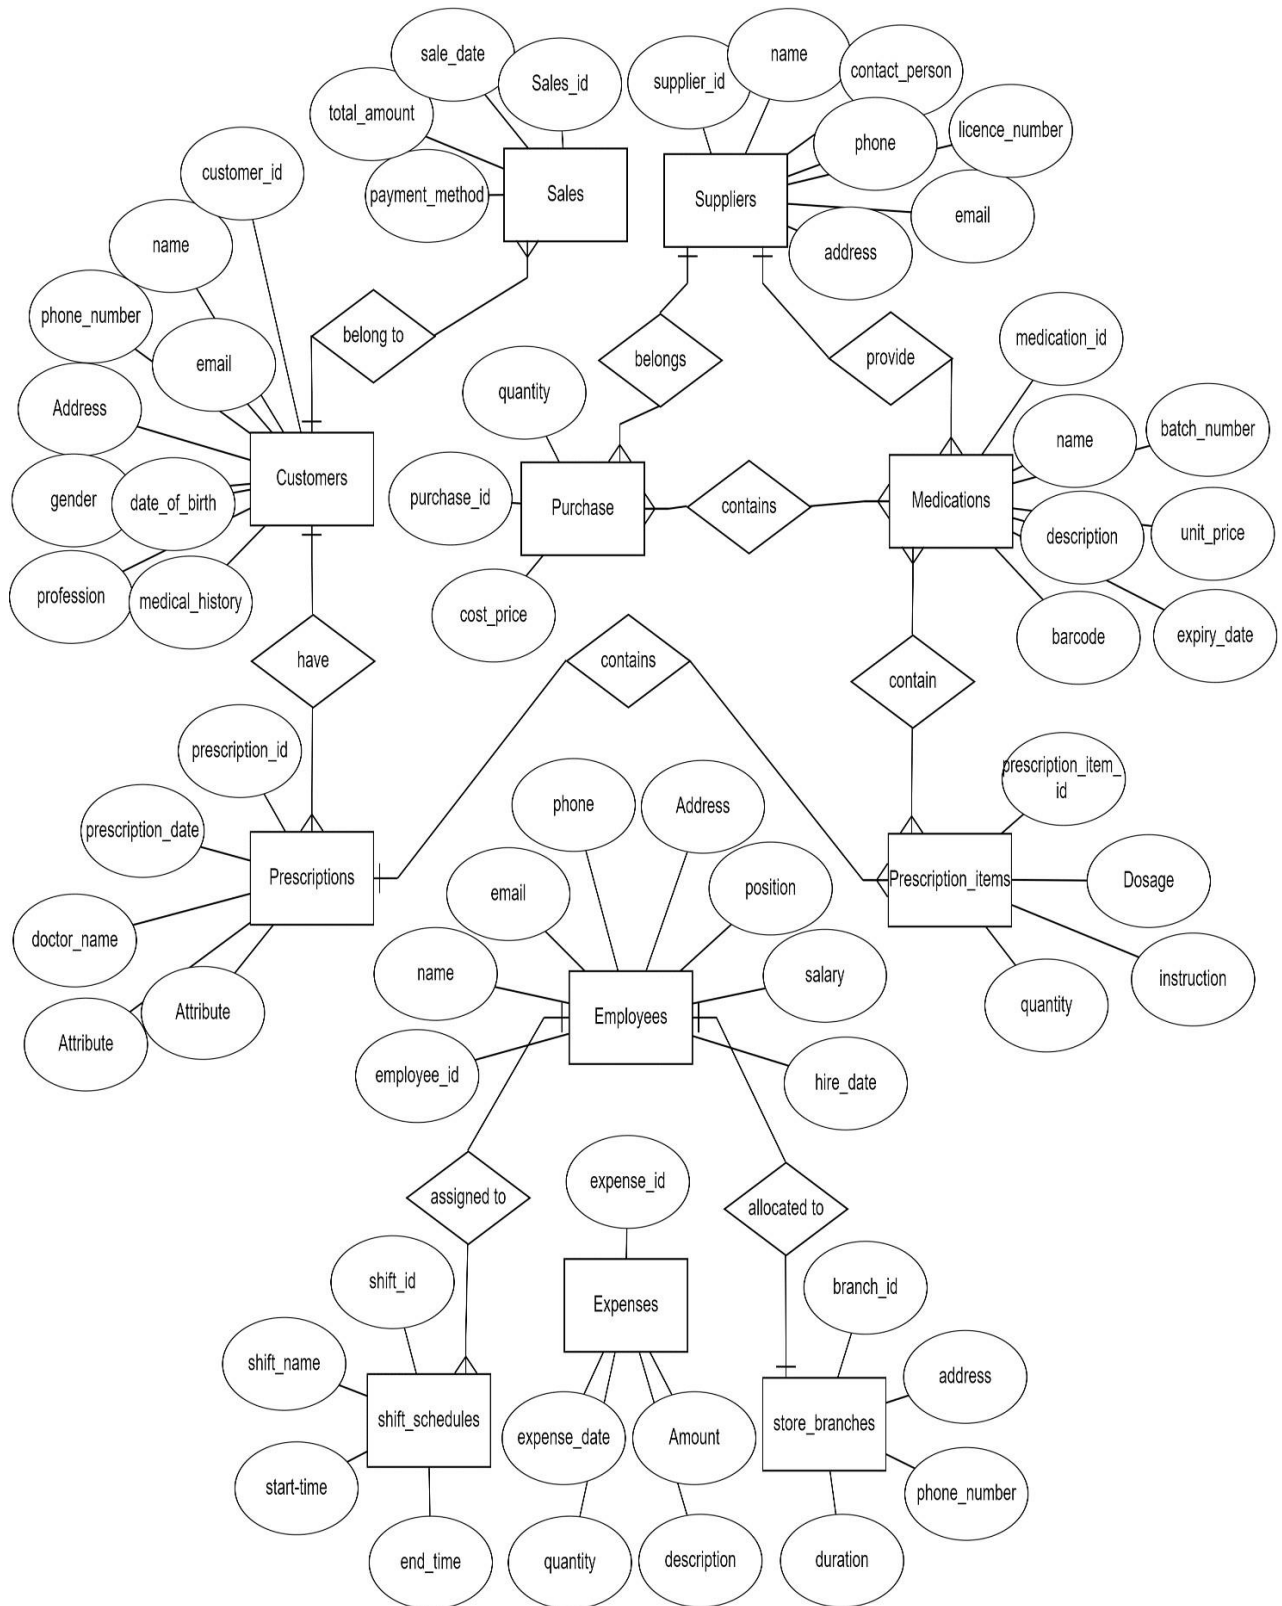 sale_date
name
Sales_id
supplier_id
contact_person
total_amount
licence_number
phone
customer_id
payment_method
Sales
Suppliers
email
name
address
phone_number
belong to
medication_id
belongs
provide
email
quantity
Address
batch_number
name
Customers
purchase_id
Purchase
contains
Medications
gender
date_of_birth
description
unit_price
profession
medical_history
cost_price
barcode
expiry_date
have
contains
contain
prescription_id
prescription_item_
id
phone
Address
prescription_date
Prescriptions
email
position
Prescription_items
Dosage
doctor_name
name
salary
instruction
Attribute
Employees
quantity
Attribute
employee_id
hire_date
assigned to
expense_id
allocated to
shift_id
branch_id
Expenses
shift_name
address
shift_schedules
expense_date
Amount
store_branches
start-time
phone_number
end_time
quantity
description
duration